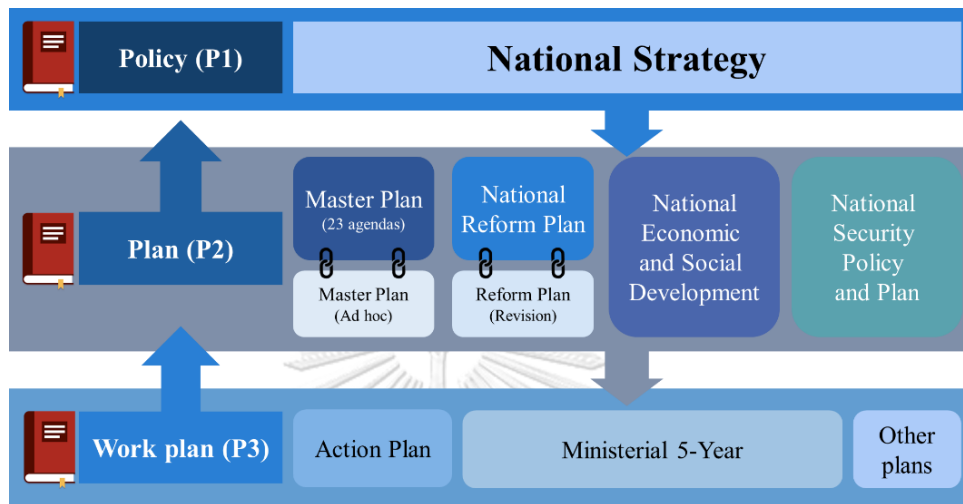 Policy (P1)
National Strategy
Plan (P2)
Master Plan
(23 agendas)
Master Plan
(Ad hoc)
National
Reform Plan
Reform Plan
(Revision)
National
Economic
and Social
Development
National
Security
Policy
and Plan
Work plan (P3)
Action Plan
Ministerial 5-Year
Other
plans